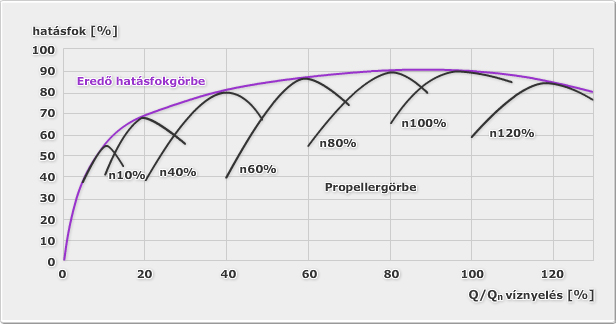 hatásfok [%]
100
90
Eredő hatásfokgörbe
80
70
60
50
40
30
20
10
0
n10%
n40%
n60%
n80%
n100%
n120%
Propellergörbe
0 20 40 60 80 100 120
Q/Qn víznyelés [%]